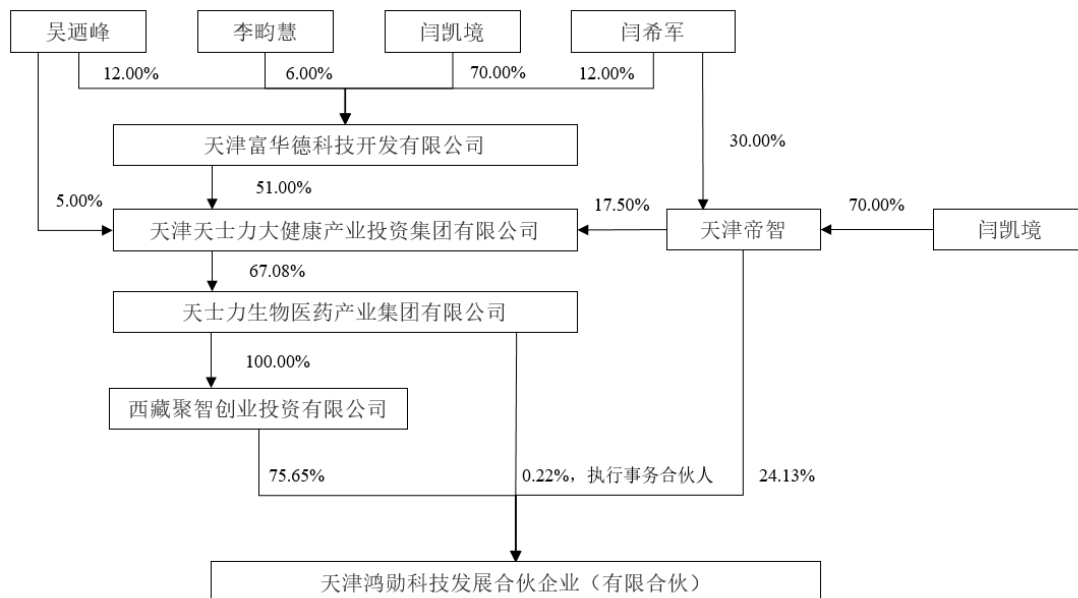 吴迺峰
李畇慧
闫凯境
闫希军
12.00%
6.00%
70.00%
12.00%
天津富华德科技开发有限公司
30.00%
51.00%
5.00%
17.50%
70.00%
天津天士力大健康产业投资集团有限公司
天津帝智
闫凯境
67.08%
天士力生物医药产业集团有限公司
100.00%
西藏聚智创业投资有限公司
75.65%
0.22%，执行事务合伙人
24.13%
天津鸿勋科技发展合伙企业（有限合伙）